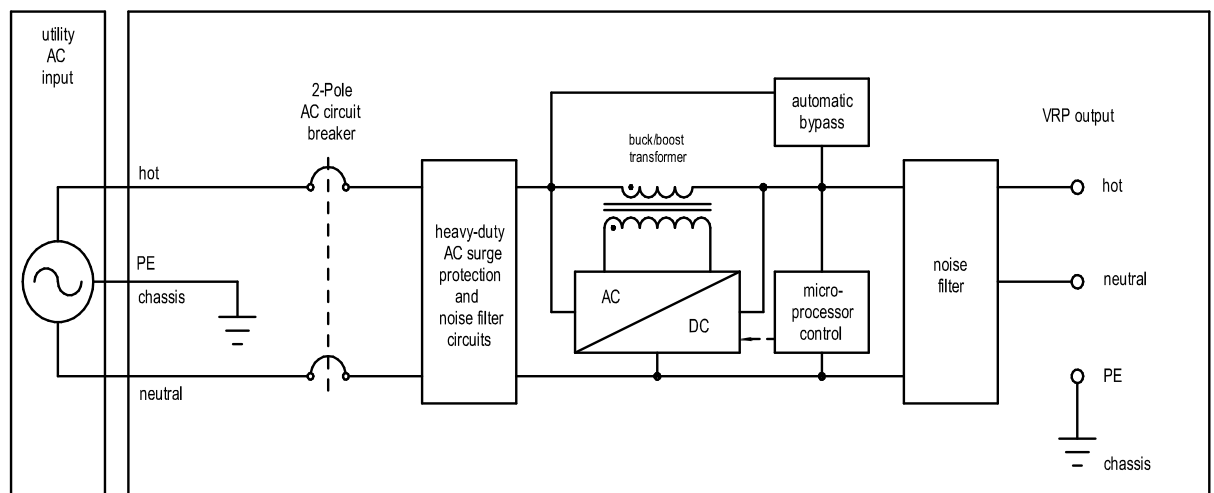 utility
AC
input
2-Pole
AC circuit
breaker
hot
PE
chassis
neutral
heavy-duty
AC surge
protection
and
noise filter
circuits
buck/boost
transformer
automatic
bypass
AC
DC
micro-
processor
control
noise
filter
VRP output
hot
neutral
PE
chassis